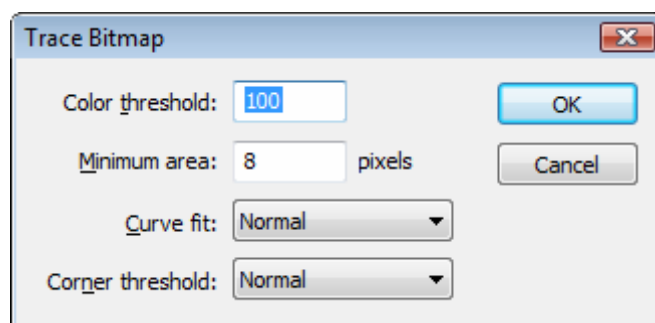 Trace Bitmap
Color threshold: 100 OK
Minimum area: 8 pixels Cancel
Curve fit: Normal
Corner threshold: Normal